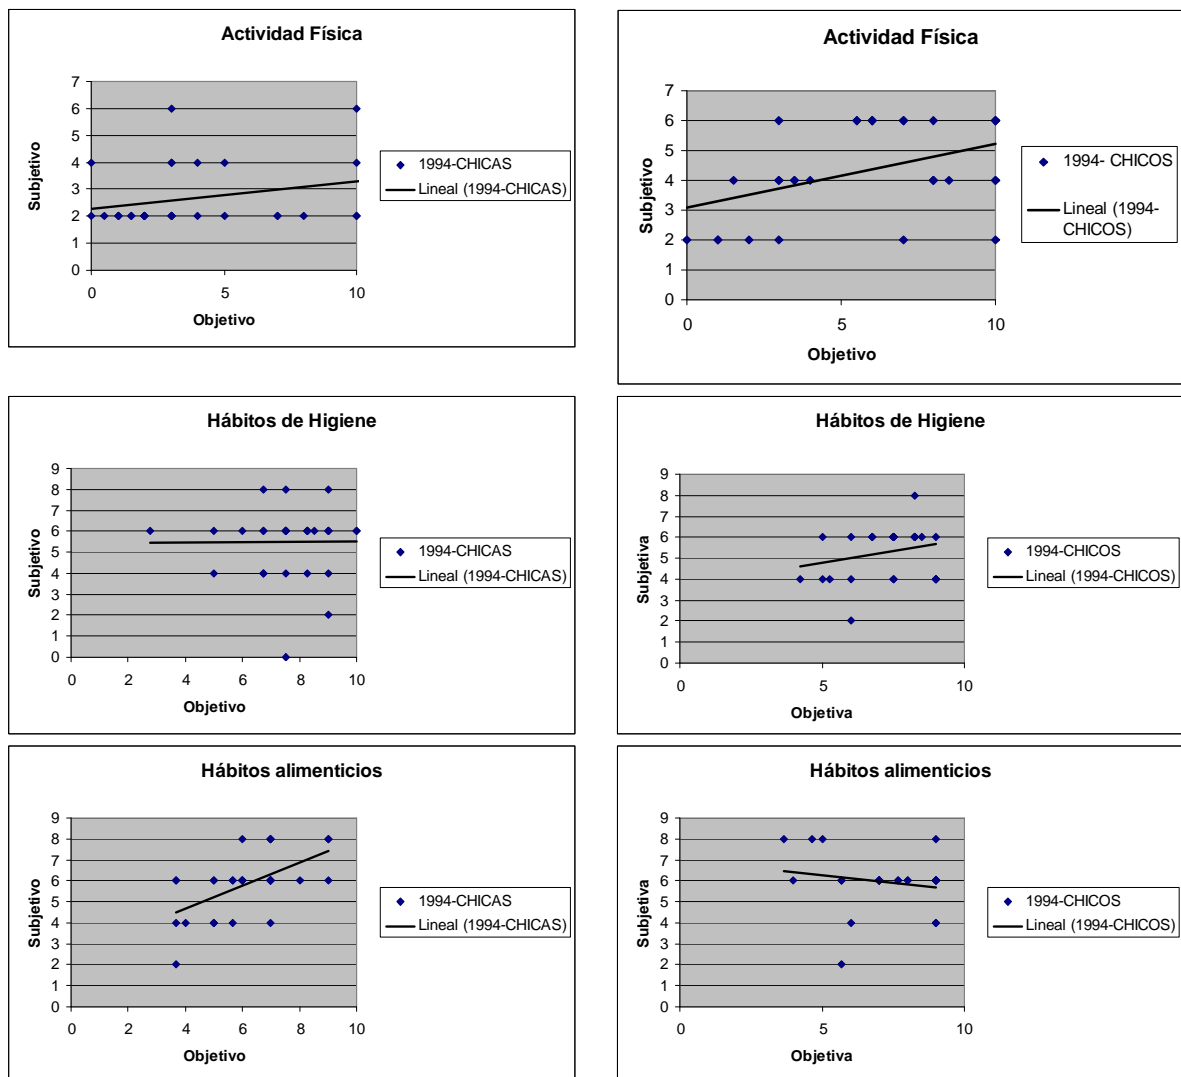 Actividad Física
7
6
5
4
3
2
1
0
Subjetivo
0 5 10
Objetivo
1994-CHICAS
Lineal (1994-CHICAS)
Actividad Física
7
6
5
4
3
2
1
0
Subjetivo
0 5 10
Objetivo
1994- CHICOS
Lineal (1994-
CHICOS)
Hábitos de Higiene
9
8
7
6
5
4
3
2
1
0
Subjetivo
0 2 4 6 8 10
Objetivo
1994-CHICAS
Lineal (1994-CHICAS)
Hábitos de Higiene
9
8
7
6
5
4
3
2
1
0
Subjetiva
0 5 10
Objetiva
1994-CHICOS
Lineal (1994-CHICOS)
Hábitos alimenticios
9
8
7
6
5
4
3
2
1
0
Subjetivo
0 2 4 6 8 10
Objetivo
1994-CHICAS
Lineal (1994-CHICAS)
Hábitos alimenticios
9
8
7
6
5
4
3
2
1
0
Subjetiva
0 5 10
Objetiva
1994-CHICOS
Lineal (1994-CHICOS)